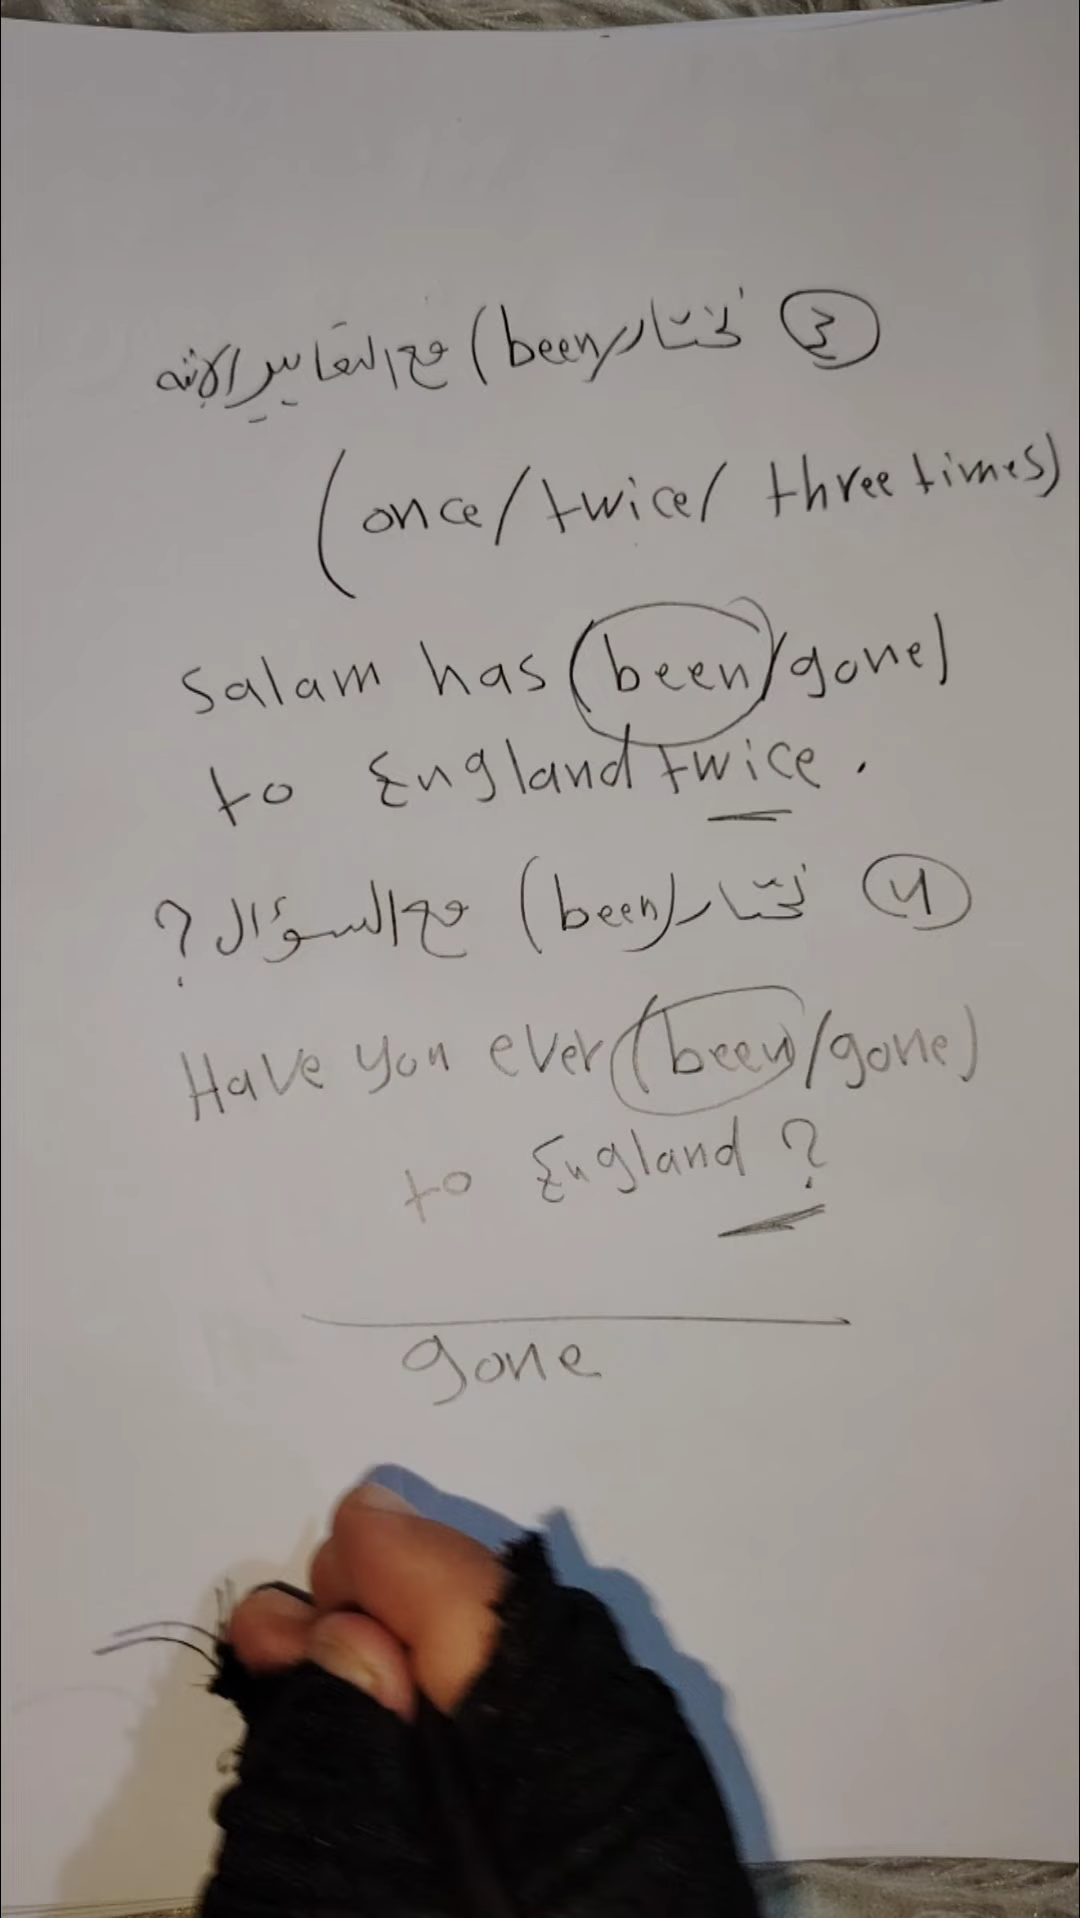 ③ نختار (been) مع التعابير الآتية
(once/twice/ three times)
Salam has (been/gone)
to England twice.
④ نختار (been) مع السؤال ?
Have you ever (been/gone)
to England ?
gone